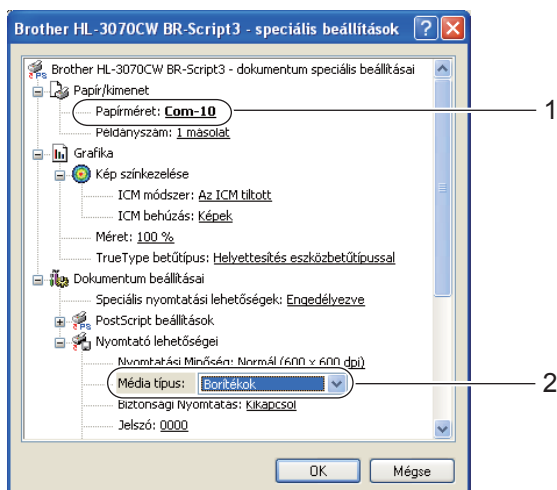 Brother HL-3070CW BR-Script3 - speciális beállítások
Brother HL-3070CW BR-Script3 - dokumentum speciális beállításai
Papír/kimenet
Papírméret: Com-10
1
Példányszám: 1 másolat
Grafika
Kép színkezelése
ICM módszer: Az ICM tiltott
ICM behúzás: Képek
Méret: 100 %
TrueType betűtípus: Helyettesítés eszközbetűtípussal
Dokumentum beállításai
Speciális nyomtatási lehetőségek: Engedélyezve
PostScript beállítások
Nyomtató lehetőségei
Nyomtatási Minőség: Normál (600 x 600 dpi)
Média típus: Borítékok
2
Biztonsági Nyomtatás: Kikapcsol
Jelszó: 0000
OK Mégse